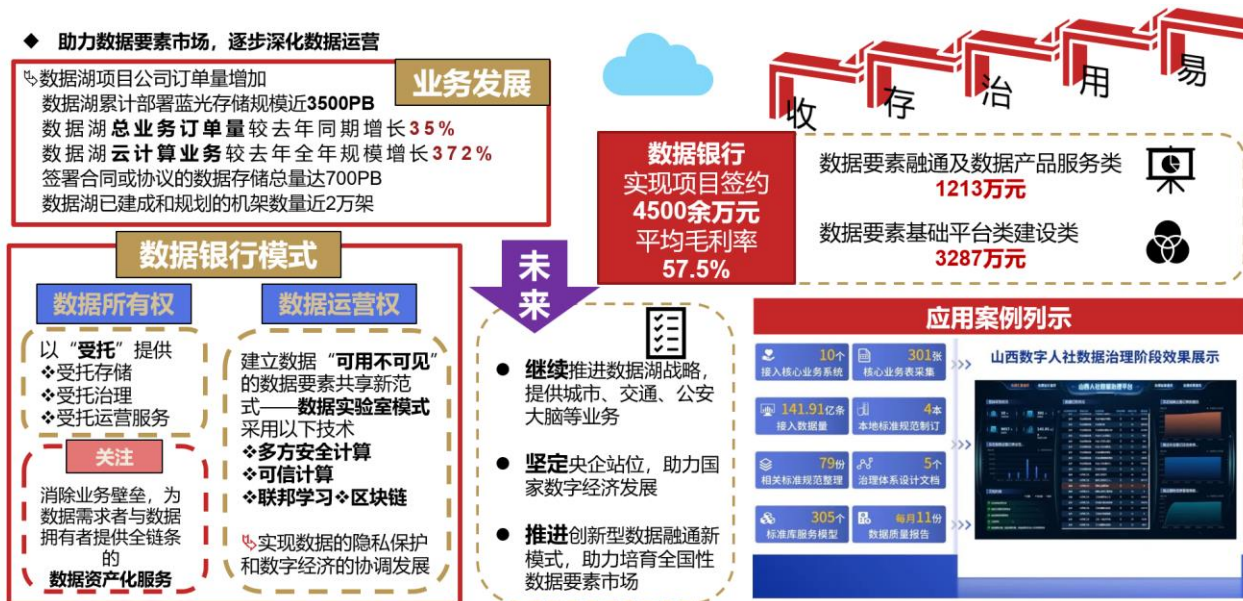 ◆ 助力数据要素市场，逐步深化数据运营
业务发展
数据湖项目公司订单量增加
数据湖累计部署蓝光存储规模近3500PB
数据湖总业务订单量较去年同期增长35%
数据湖云计算业务较去年全年规模增长372%
签署合同或协议的数据存储总量达700PB
数据湖已建成和规划的机架数量近2万架
收存治用易
数据银行
实现项目签约
4500余万元
平均毛利率
57.5%
数据要素融通及数据产品服务类
1213万元
数据要素基础平台类建设类
3287万元
数据银行模式
数据所有权
以“受托”提供
❖受托存储
❖受托治理
❖受托运营服务
关注
消除业务壁垒，为
数据需求者与数据
拥有者提供全链条
的
数据资产化服务
数据运营权
建立数据“可用不可见”
的数据要素共享新范
式——数据实验室模式
采用以下技术
❖多方安全计算
❖可信计算
❖联邦学习❖区块链
实现数据的隐私保护
和数字经济的协调发展
未来
● 继续推进数据湖战略，
提供城市、交通、公安
大脑等业务
● 坚定央企站位，助力国
家数字经济发展
● 推进创新型数据融通新
模式，助力培育全国性
数据要素市场
应用案例列示
10个
接入核心业务系统
301张
核心业务表采集
141.91亿条
接入数据量
4本
本地标准规范制订
79份
相关标准规范整理
5个
治理体系设计文档
305个
标准库服务模型
每月11份
数据质量报告
山西数字人社数据治理阶段效果展示
山西人社数据治理平台